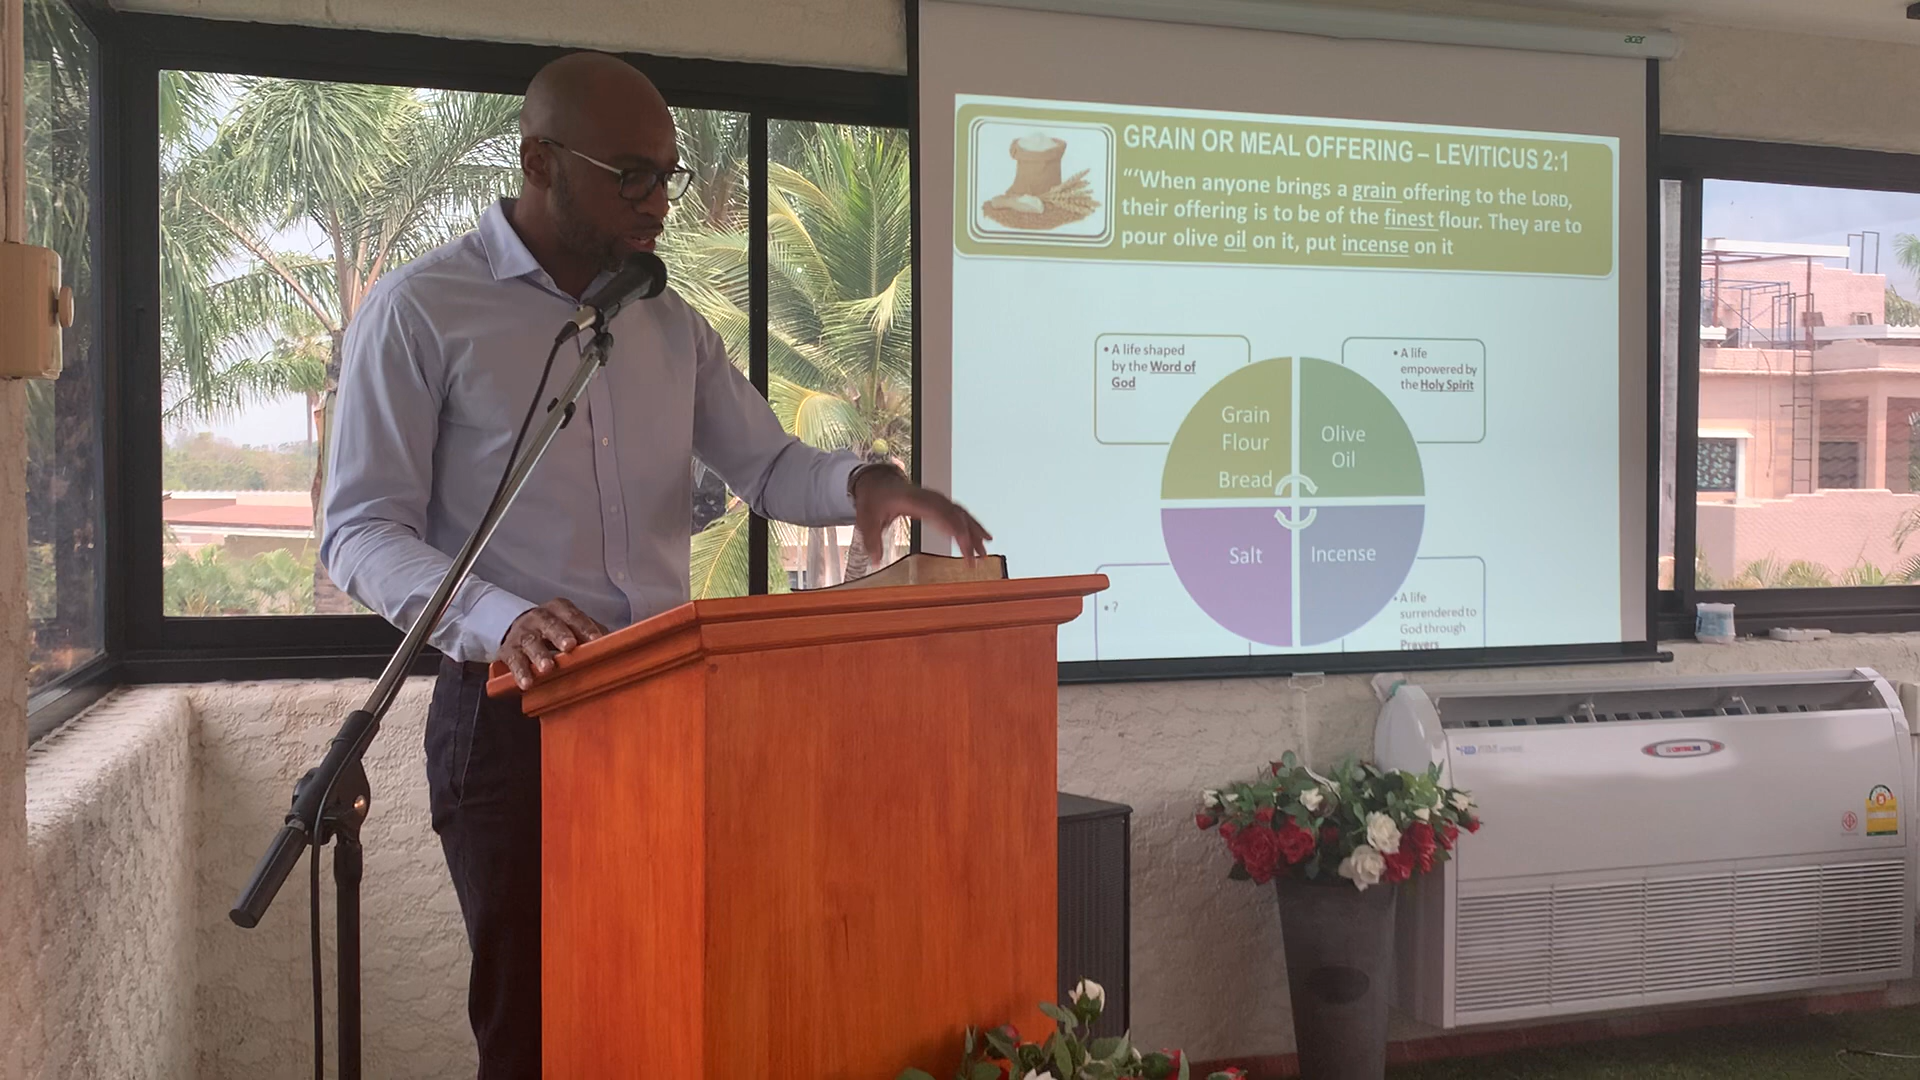 acer
GRAIN OR MEAL OFFERING – LEVITICUS 2:1
“‘When anyone brings a grain offering to the LORD,
their offering is to be of the finest flour. They are to
pour olive oil on it, put incense on it
• A life shaped
by the Word of
God
• A life
empowered by
the Holy Spirit
Grain
Flour
Bread
Olive
Oil
Salt
Incense
• ?
• A life
surrendered to
God through
Prayers